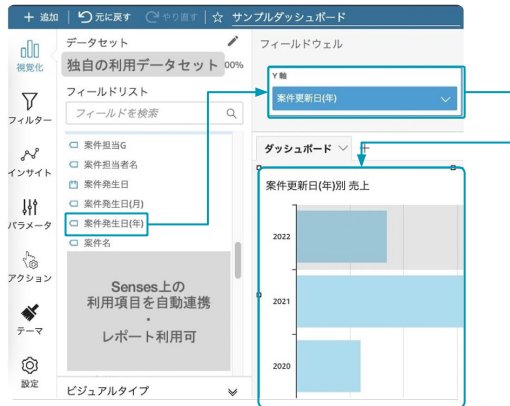 + 追加
元に戻す
やり直す
サンプルダッシュボード
視覚化
フィルター
インサイト
パラメータ
アクション
テーマ
設定
データセット
独自の利用データセット
00%
フィールドリスト
フィールドを検索
案件担当G
案件担当者名
案件発生日
案件発生日(月)
案件発生日(年)
案件名
Senses上の
利用項目を自動連携
・
レポート利用可
ビジュアルタイプ
フィールドウェル
Y 軸
案件更新日(年)
ダッシュボード
+
案件更新日(年)別 売上
2022
2021
2020